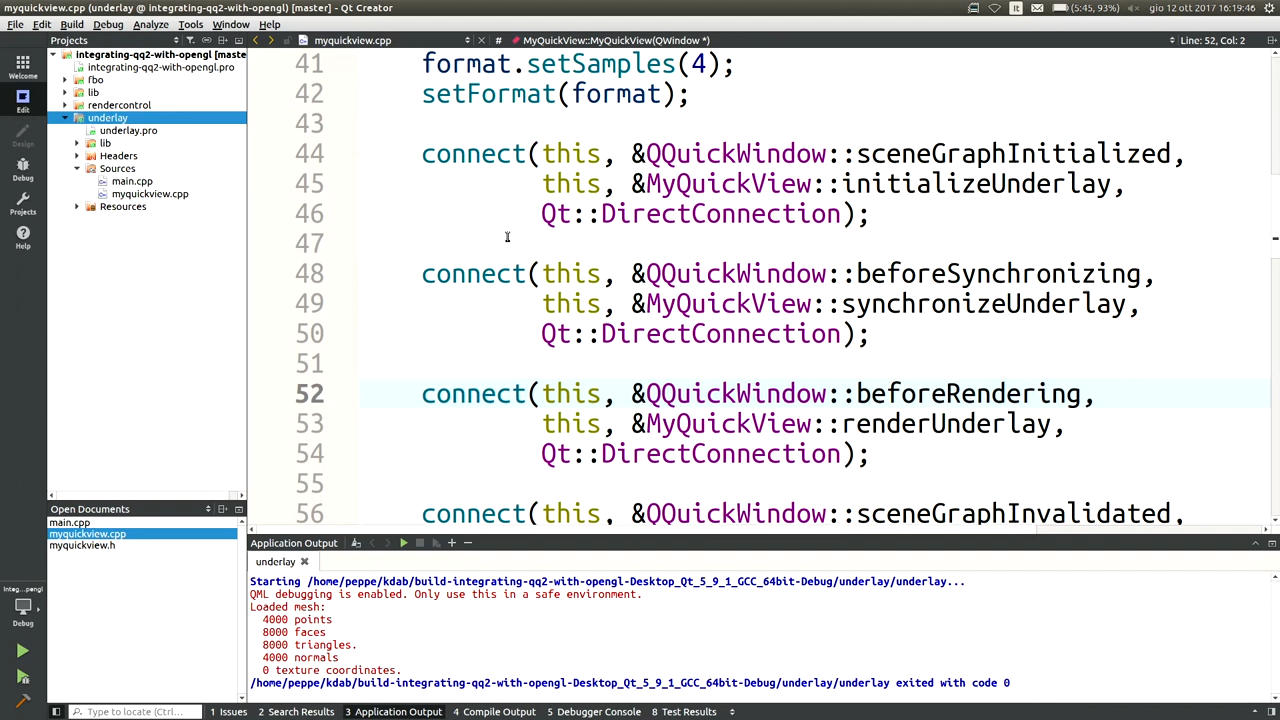 myquickview.cpp (underlay @ integrating-qq2-with-opengl) [master] - Qt Creator
It (5:45, 93%) gio 12 ott 2017 16:19:46
File Edit Build Debug Analyze Tools Window Help
Projects myquickview.cpp # MyQuickView::MyQuickView(QWindow *) Line: 52, Col: 2
Welcome
Edit
Design
Debug
Projects
Help
integrating-qq2-with-opengl [maste
integrating-qq2-with-opengl.pro
fbo
lib
rendercontrol
underlay
underlay.pro
lib
Headers
Sources
main.cpp
myquickview.cpp
Resources
41 format.setSamples(4);
42 setFormat(format);
43
44 connect(this, &QQuickWindow::sceneGraphInitialized,
45 this, &MyQuickView::initializeUnderlay,
46 Qt::DirectConnection);
47
48 connect(this, &QQuickWindow::beforeSynchronizing,
49 this, &MyQuickView::synchronizeUnderlay,
50 Qt::DirectConnection);
51
52 connect(this, &QQuickWindow::beforeRendering,
53 this, &MyQuickView::renderUnderlay,
54 Qt::DirectConnection);
55
56 connect(this, &QQuickWindow::sceneGraphInvalidated,
Open Documents
main.cpp
myquickview.cpp
myquickview.h
Application Output
underlay
Starting /home/peppe/kdab/build-integrating-qq2-with-opengl-Desktop_Qt_5_9_1_GCC_64bit-Debug/underlay/underlay...
QML debugging is enabled. Only use this in a safe environment.
Loaded mesh:
4000 points
8000 faces
8000 triangles.
4000 normals
0 texture coordinates.
/home/peppe/kdab/build-integrating-qq2-with-opengl-Desktop_Qt_5_9_1_GCC_64bit-Debug/underlay/underlay exited with code 0
Integ...pengl
Debug
Type to locate (Ctrl... 1 Issues 2 Search Results 3 Application Output 4 Compile Output 5 Debugger Console 8 Test Results